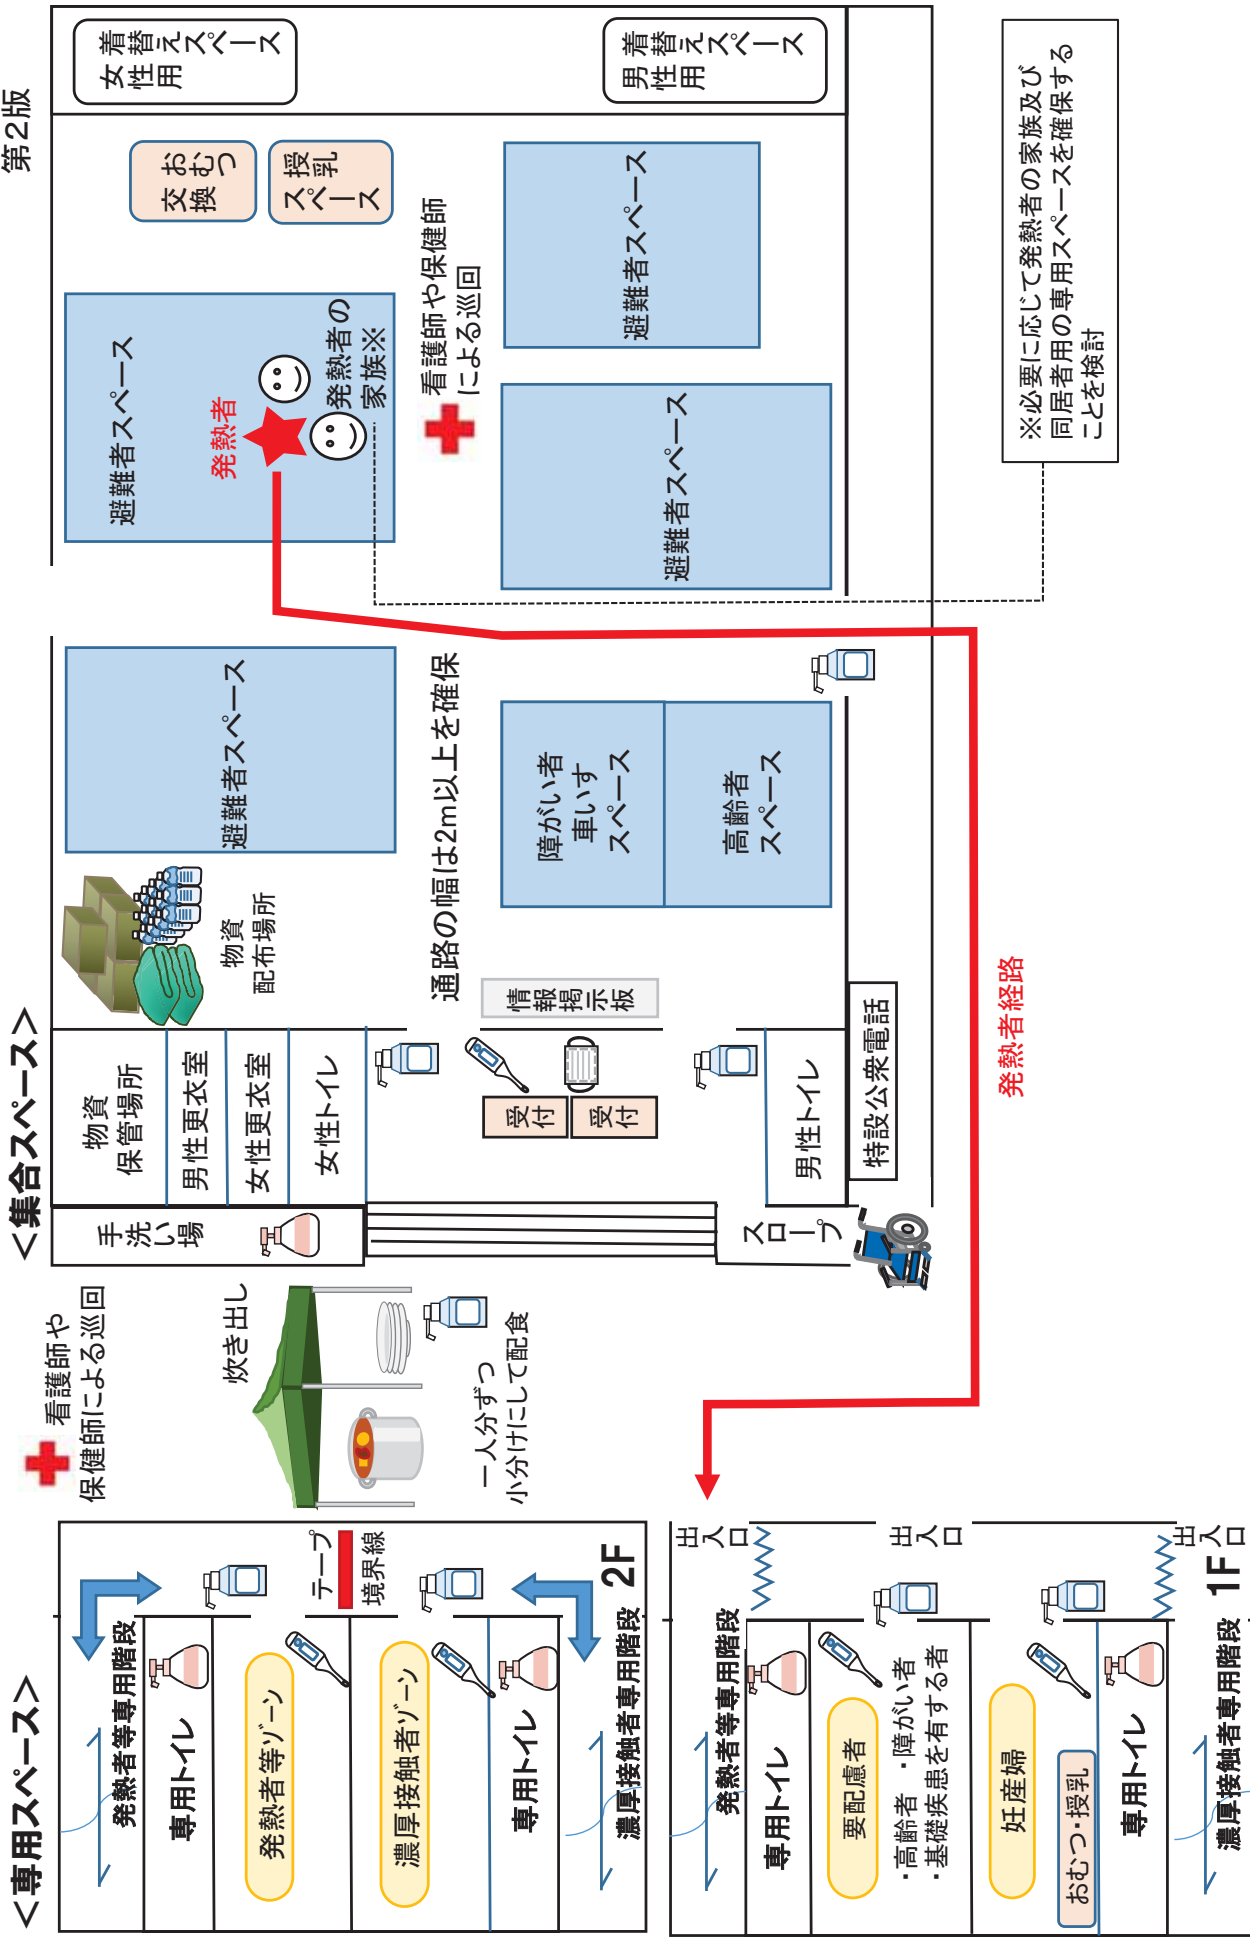 第2版
＜専用スペース＞
＜集合スペース＞
看護師や
保健師による巡回
発熱者等専用階段
専用トイレ
発熱者等ゾーン
濃厚接触者ゾーン
専用トイレ
濃厚接触者専用階段
テープ
境界線
2F
発熱者等専用階段
専用トイレ
要配慮者
・高齢者 ・障がい者
・基礎疾患を有する者
妊産婦
おむつ・授乳
専用トイレ
濃厚接触者専用階段
1F
出入口
出入口
出入口
炊き出し
一人分ずつ
小分けにして配食
手洗い場
スロープ
物資
保管場所
男性更衣室
女性更衣室
女性トイレ
受付
受付
男性トイレ
特設公衆電話
物資
配布場所
情報掲示板
避難者スペース
通路の幅は2m以上を確保
障がい者
車いす
スペース
高齢者
スペース
避難者スペース
発熱者
発熱者の
家族※
看護師や保健師
による巡回
避難者スペース
避難者スペース
おむつ
交換
授乳
スペース
女性用
着替えスペース
男性用
着替えスペース
発熱者経路
※必要に応じて発熱者の家族及び
同居者用の専用スペースを確保する
ことを検討